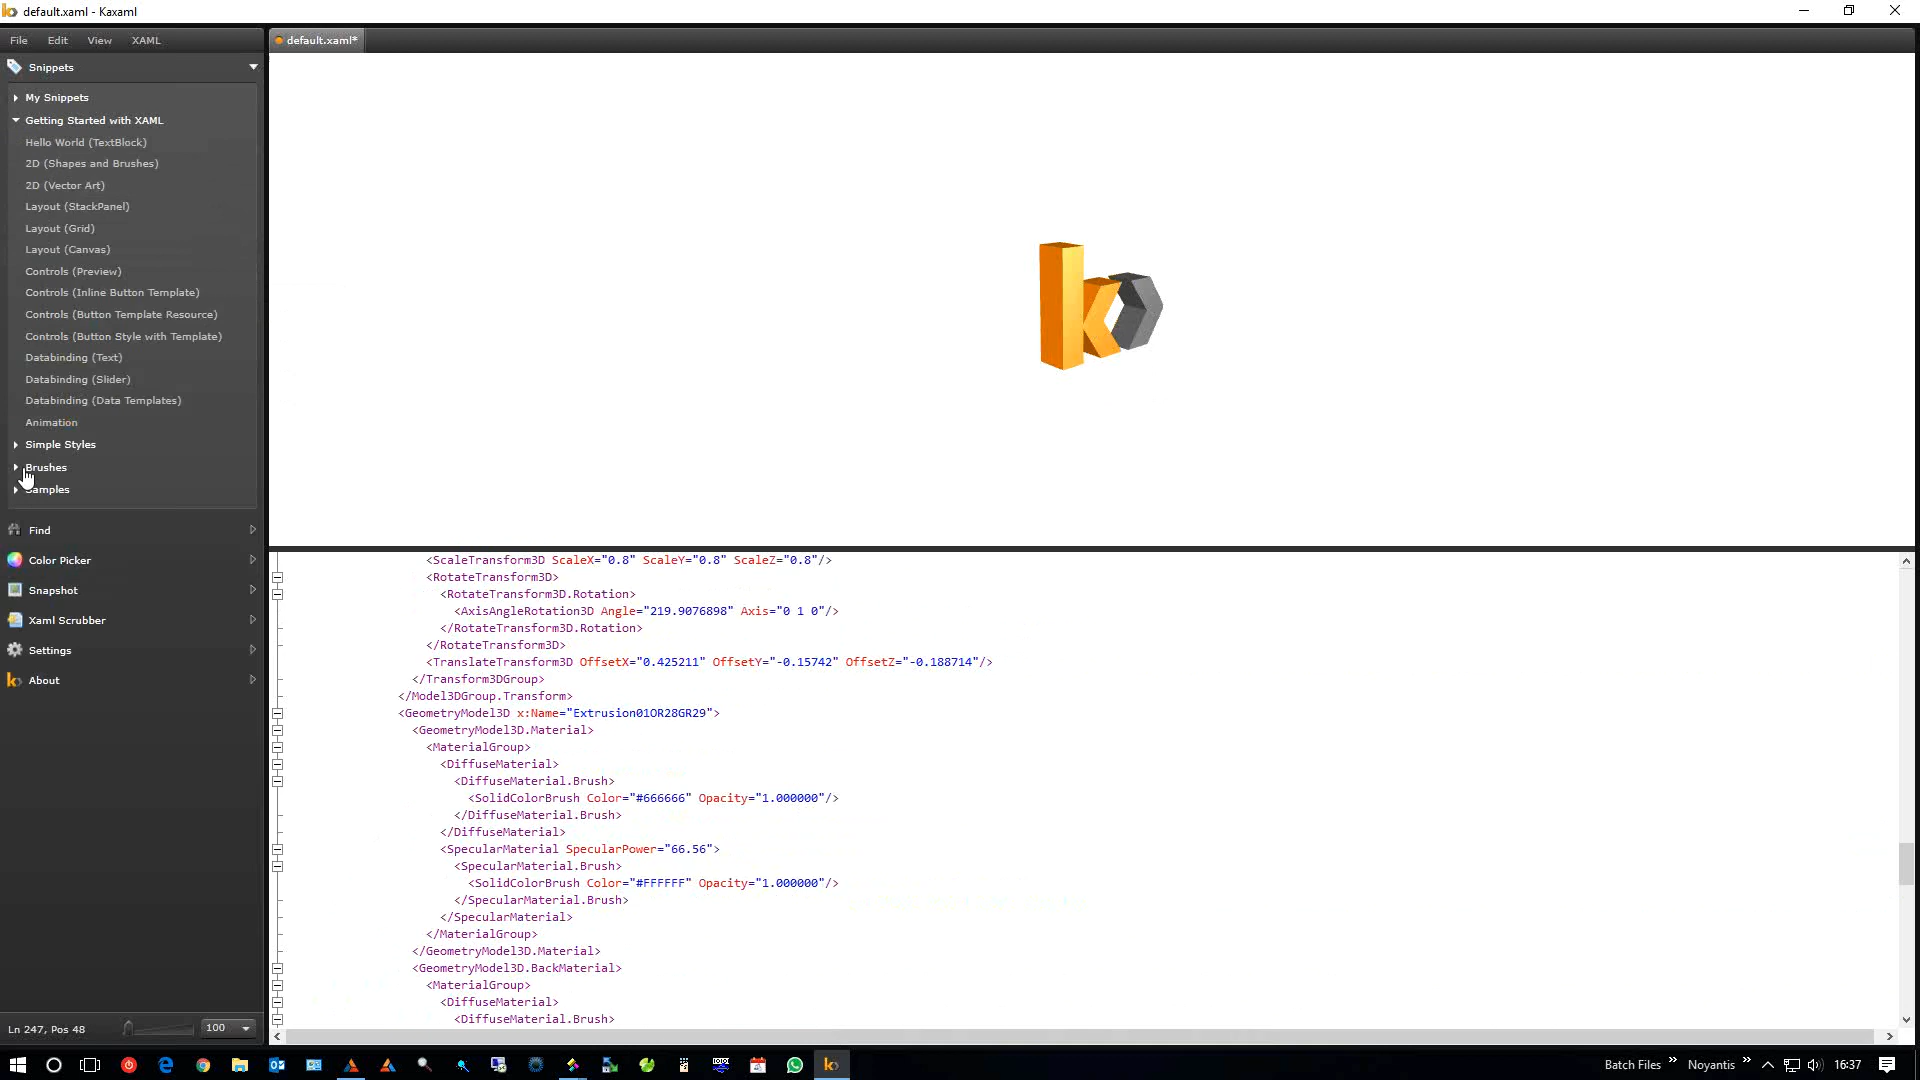 default.xaml - Kaxaml
File Edit View XAML
default.xaml*
Snippets
My Snippets
Getting Started with XAML
Hello World (TextBlock)
2D (Shapes and Brushes)
2D (Vector Art)
Layout (StackPanel)
Layout (Grid)
Layout (Canvas)
Controls (Preview)
Controls (Inline Button Template)
Controls (Button Template Resource)
Controls (Button Style with Template)
Databinding (Text)
Databinding (Slider)
Databinding (Data Templates)
Animation
Simple Styles
Brushes
Samples
Find
Color Picker
Snapshot
Xaml Scrubber
Settings
About
Ln 247, Pos 48
100
<ScaleTransform3D ScaleX="0.8" ScaleY="0.8" ScaleZ="0.8"/>
<RotateTransform3D>
<RotateTransform3D.Rotation>
<AxisAngleRotation3D Angle="219.9076898" Axis="0 1 0"/>
</RotateTransform3D.Rotation>
</RotateTransform3D>
<TranslateTransform3D OffsetX="0.425211" OffsetY="-0.15742" OffsetZ="-0.188714"/>
</Transform3DGroup>
</Model3DGroup.Transform>
<GeometryModel3D x:Name="Extrusion01OR28GR29">
<GeometryModel3D.Material>
<MaterialGroup>
<DiffuseMaterial>
<DiffuseMaterial.Brush>
<SolidColorBrush Color="#666666" Opacity="1.000000"/>
</DiffuseMaterial.Brush>
</DiffuseMaterial>
<SpecularMaterial SpecularPower="66.56">
<SpecularMaterial.Brush>
<SolidColorBrush Color="#FFFFFF" Opacity="1.000000"/>
</SpecularMaterial.Brush>
</SpecularMaterial>
</MaterialGroup>
</GeometryModel3D.Material>
<GeometryModel3D.BackMaterial>
<MaterialGroup>
<DiffuseMaterial>
<DiffuseMaterial.Brush>
Batch Files » Noyantis » 16:37